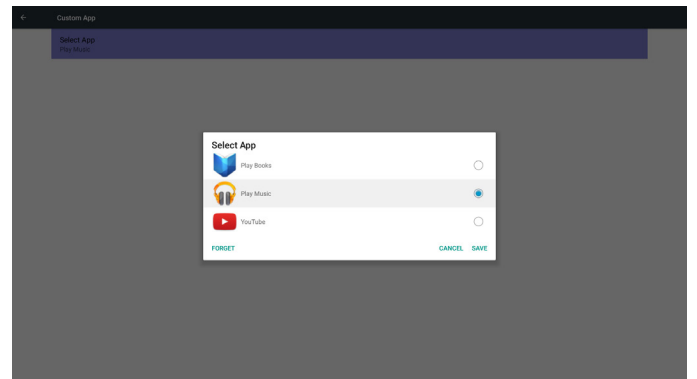 Custom App
Select App
Play Music
Select App
Play Books
Play Music
YouTube
FORGET CANCEL SAVE